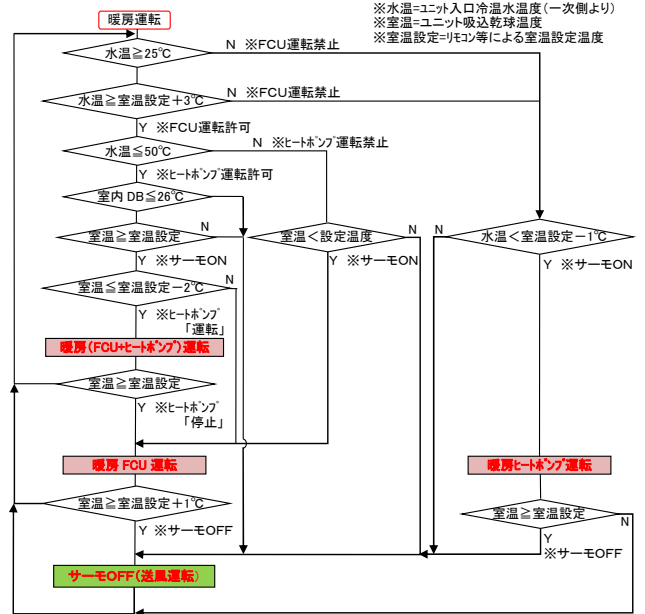 暖房運転
※水温=ユニット入口冷温水温度(一次側より)
※室温=ユニット吸込乾球温度
※室温設定=リモコン等による室温設定温度
水温≧25℃
N ※FCU運転禁止
水温≧室温設定+3℃
N ※FCU運転禁止
Y ※FCU運転許可
水温≦50℃
N ※ヒートポンプ運転禁止
Y ※ヒートポンプ運転許可
室内 DB≦26℃
室温≧室温設定
N
室温<設定温度
N
N
水温<室温設定-1℃
Y ※サーモON
Y ※サーモON
Y ※サーモON
室温≦室温設定-2℃
N
Y ※ヒートポンプ
「運転」
暖房(FCU+ヒートポンプ)運転
室温≧室温設定
Y ※ヒートポンプ
「停止」
暖房 FCU 運転
暖房ヒートポンプ運転
室温≧室温設定+1℃
室温≧室温設定
N
Y ※サーモOFF
Y
※サーモOFF
サーモOFF(送風運転)